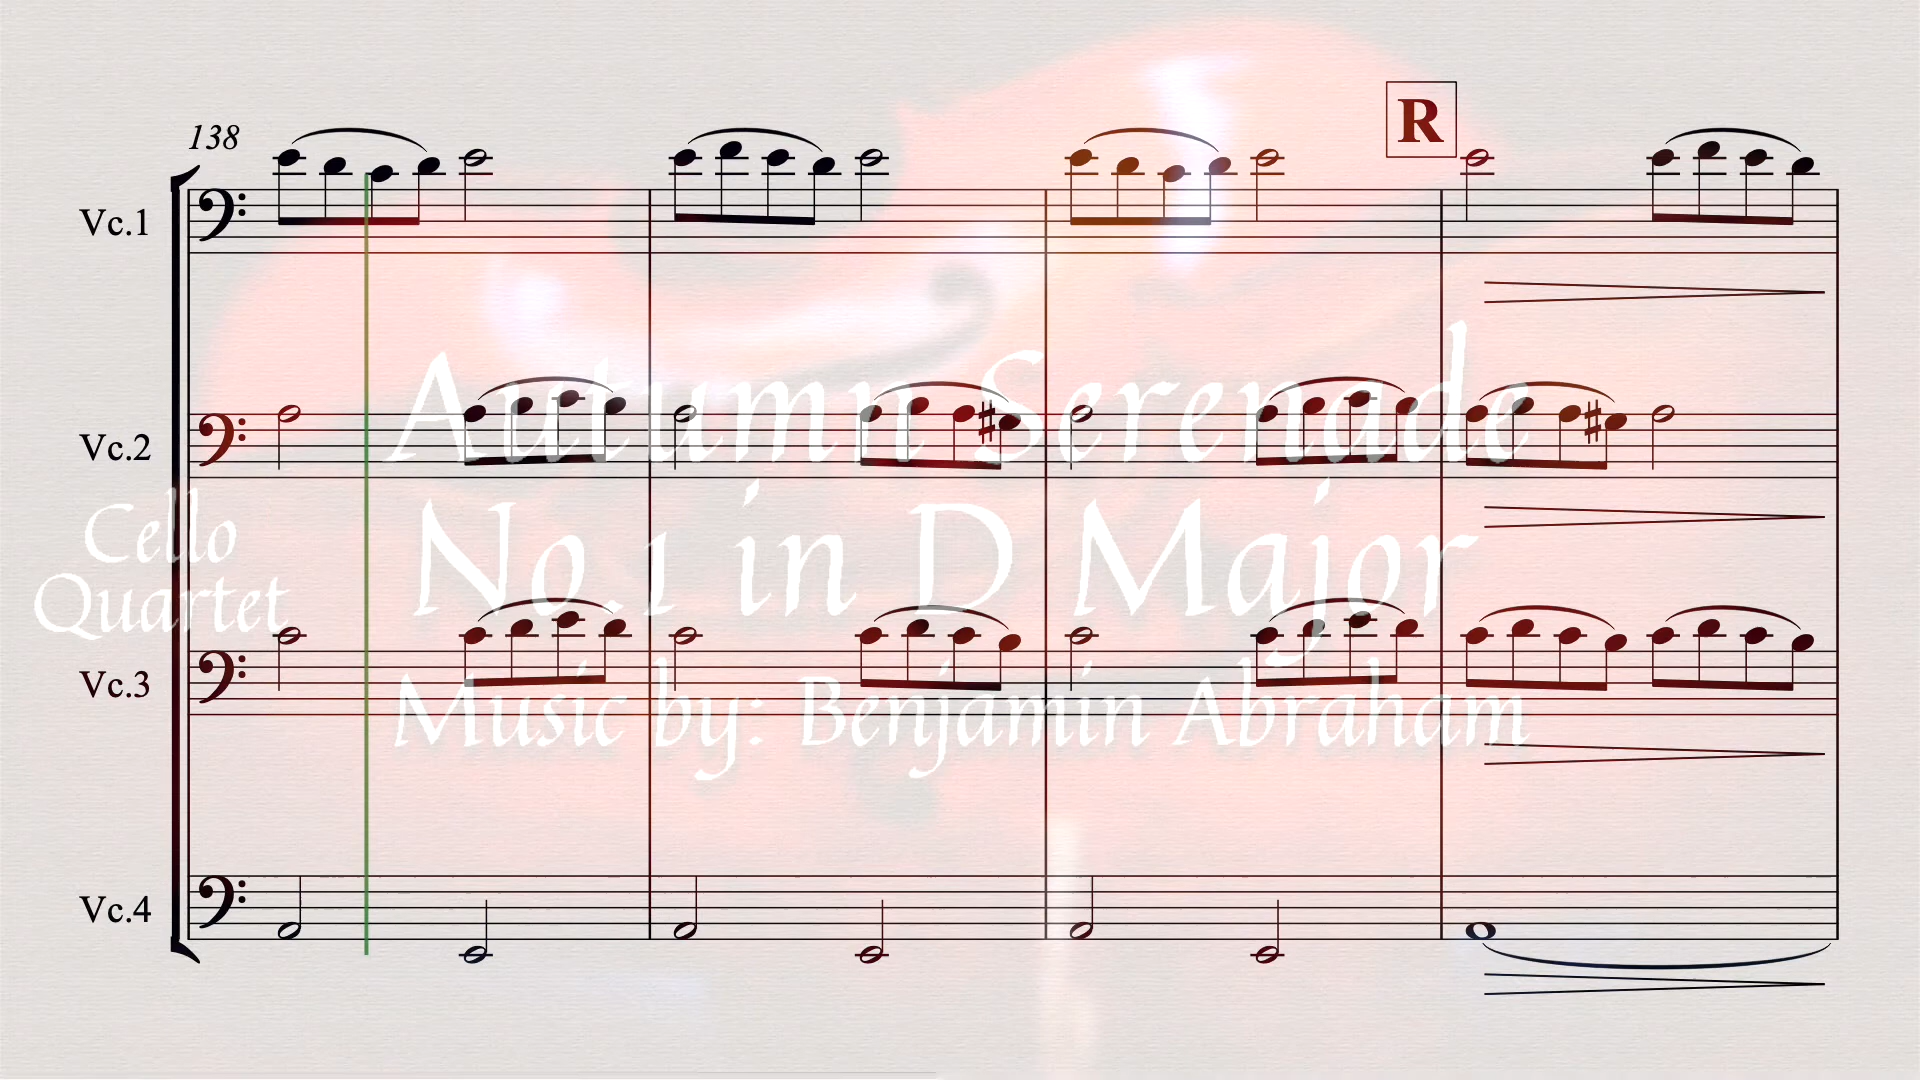 138
R
Vc.1
Autumn Serenade
Vc.2
No.1 in D Major
Cello
Quartet
Vc.3
Music by: Benjamin Abraham
Vc.4